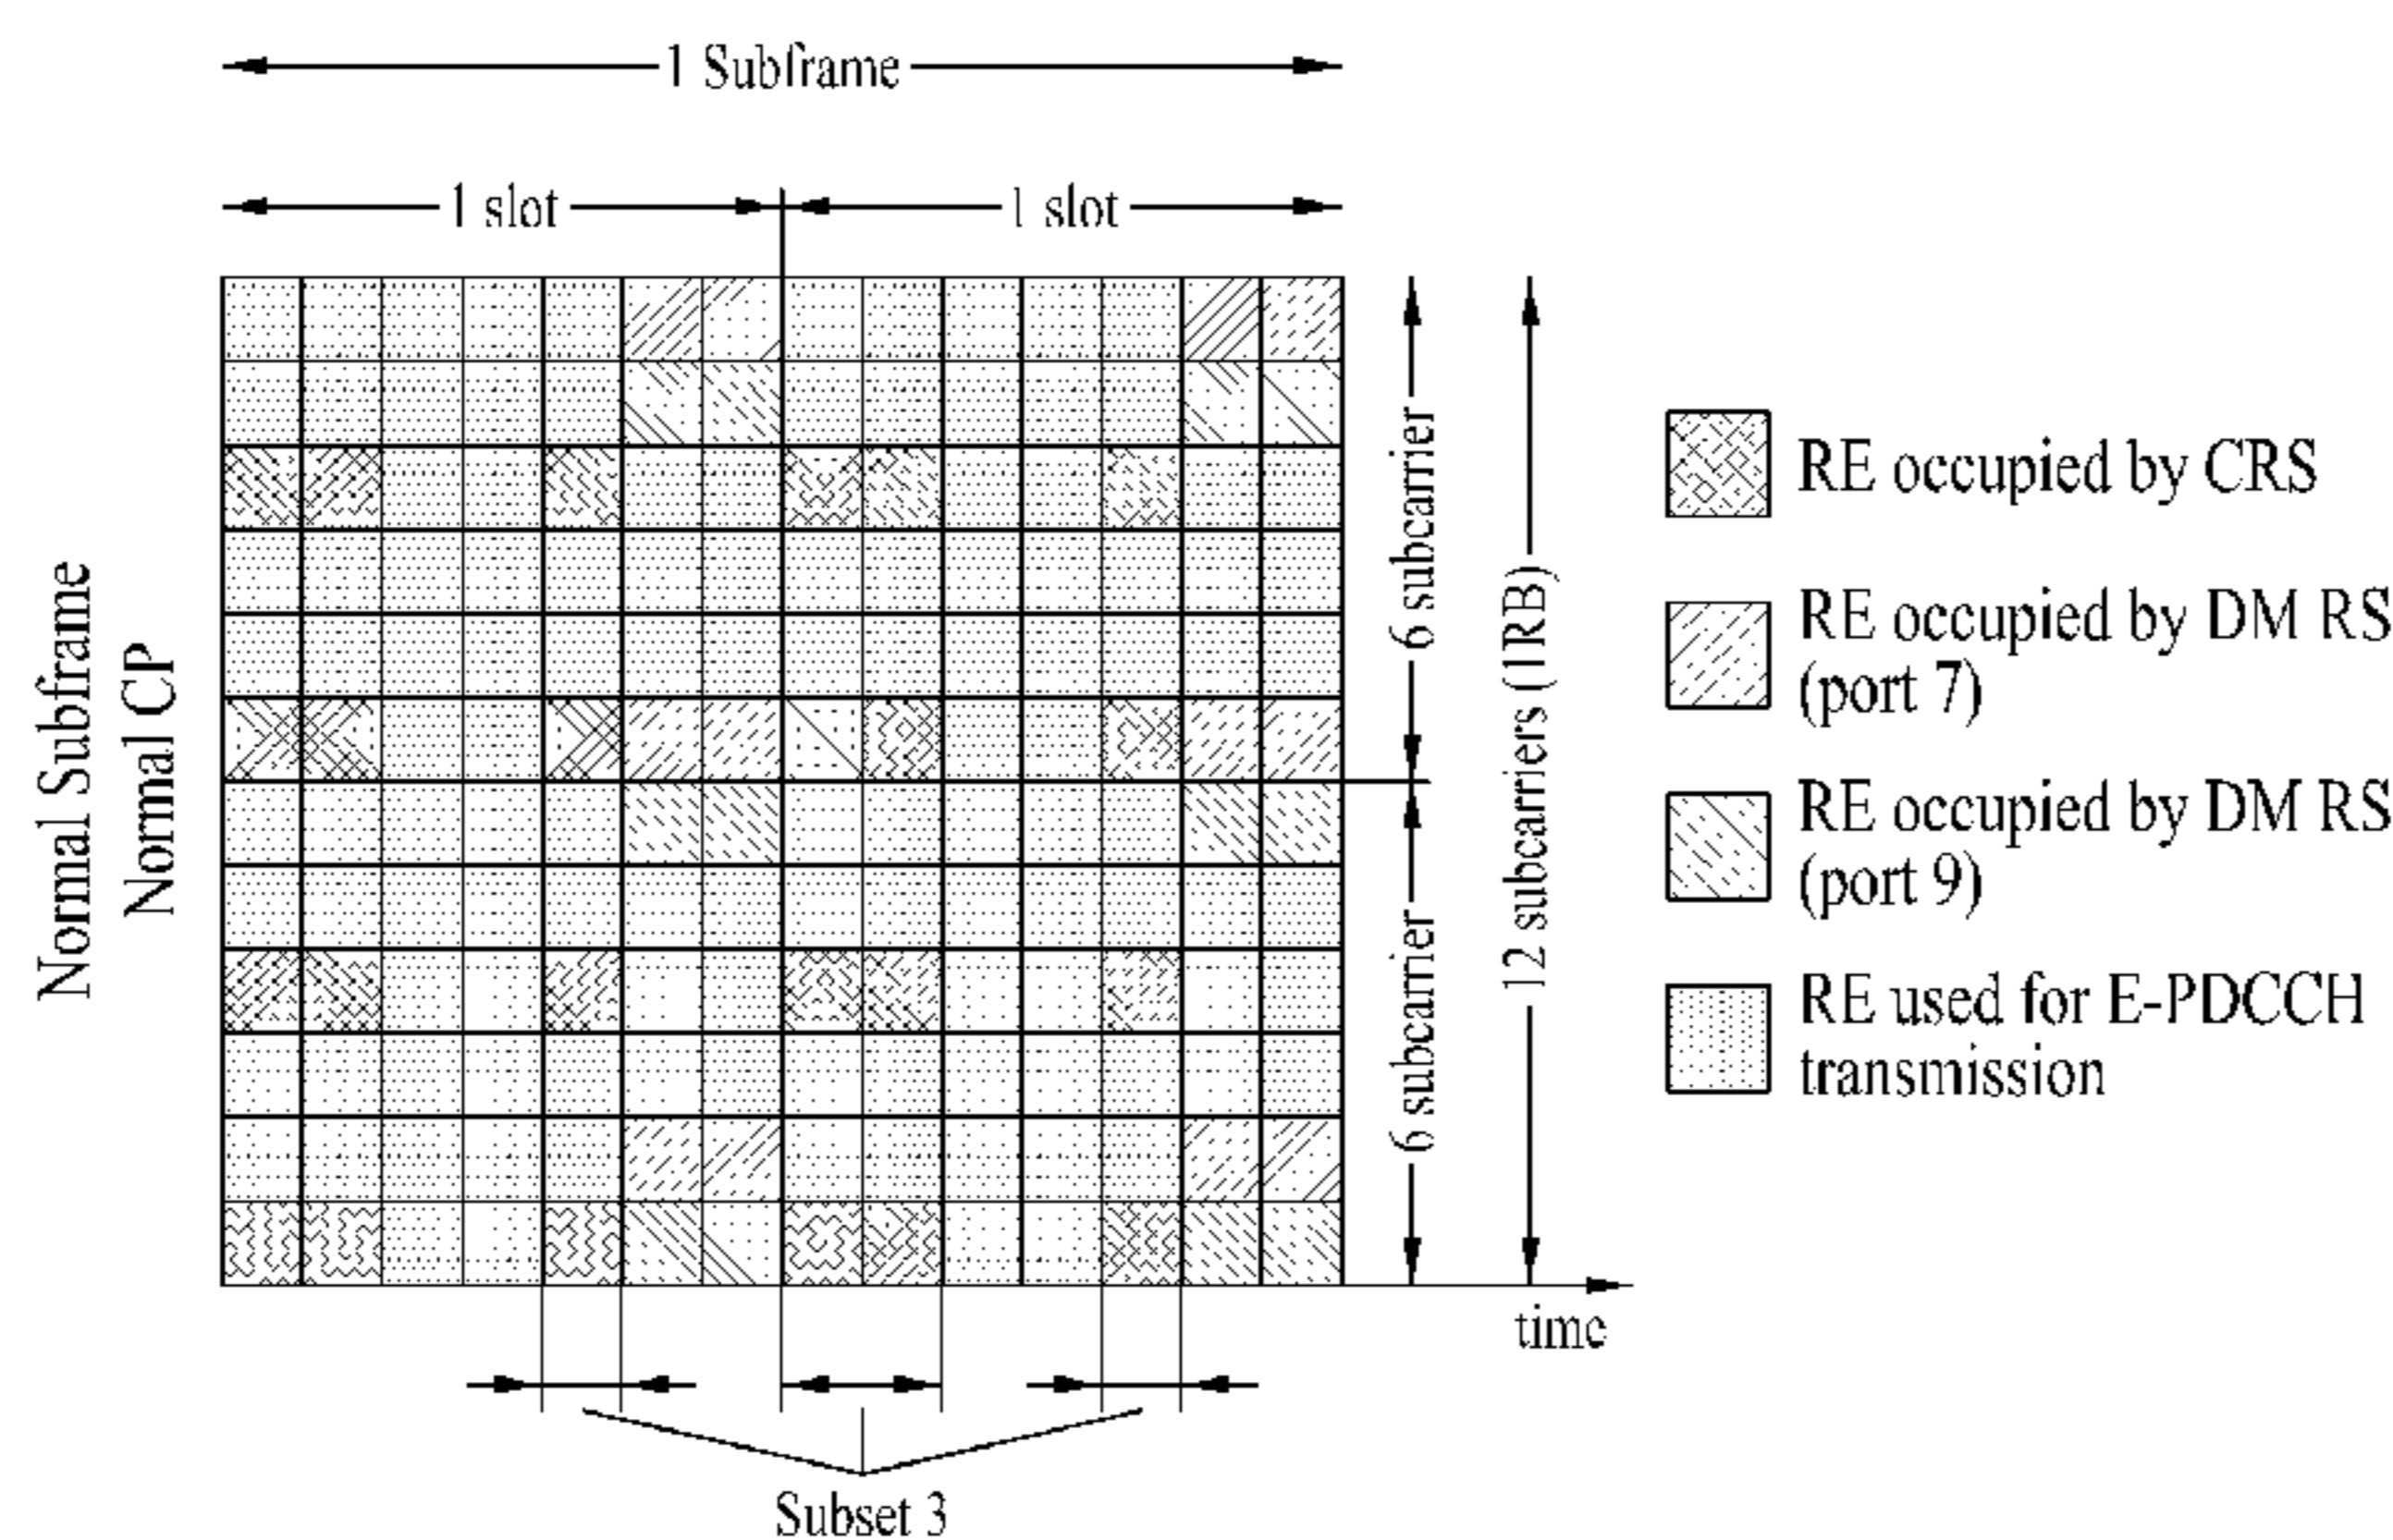 1 Subframe
1 slot
1 slot
Normal Subframe
Normal CP
6 subcarrier
6 subcarrier
12 subcarriers (1RB)
RE occupied by CRS
RE occupied by DM RS
(port 7)
RE occupied by DM RS
(port 9)
RE used for E-PDCCH
transmission
time
Subset 3